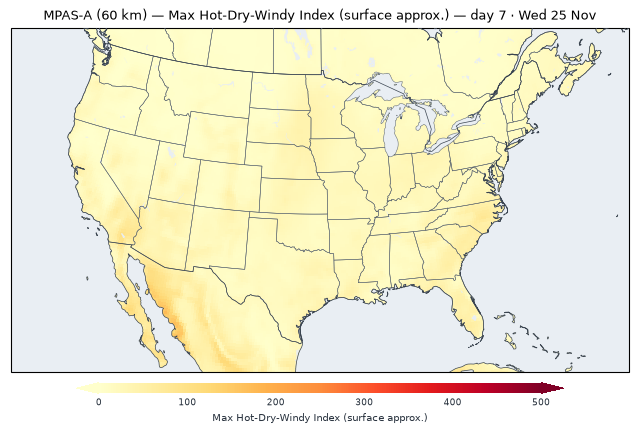 MPAS-A (60 km) — Max Hot-Dry-Windy Index (surface approx.) — day 7 · Wed 25 Nov
0 100 200 300 400 500
Max Hot-Dry-Windy Index (surface approx.)